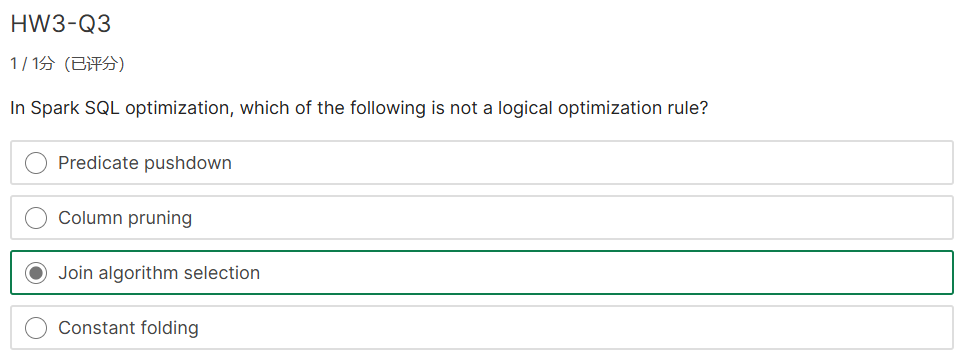 HW3-Q3
1 / 1分 (已评分)
In Spark SQL optimization, which of the following is not a logical optimization rule?
Predicate pushdown
Column pruning
Join algorithm selection
Constant folding